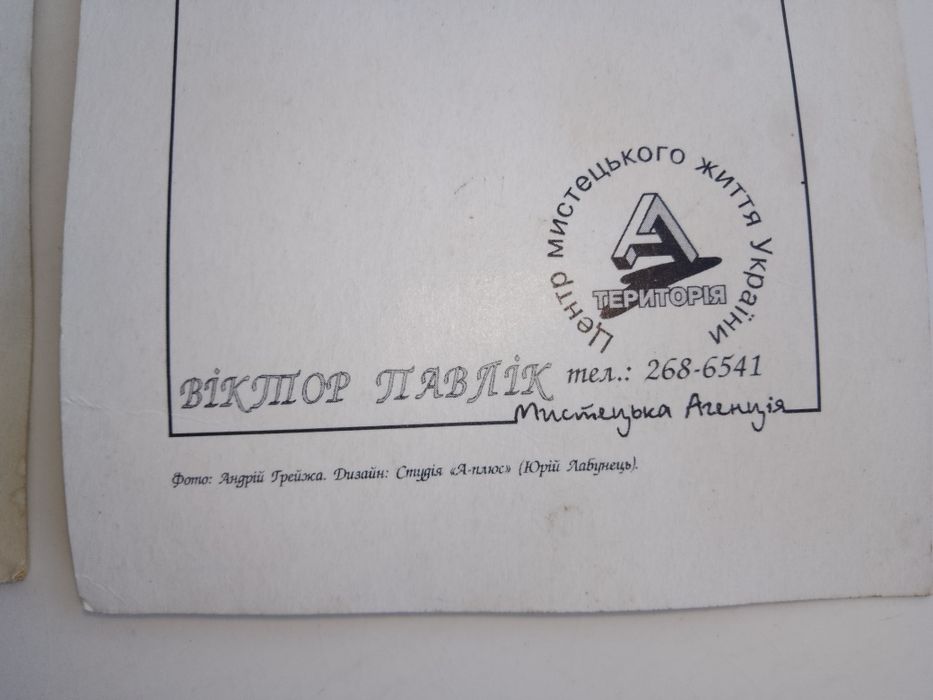 Центр мистецького життя України
А
ТЕРИТОРІЯ
ВІКТОР ПАВЛІК тел.: 268-6541
Мистецька Агенція
Фото: Андрій Грейжа. Дизайн: Студія «А-плюс» (Юрій Лабунець).